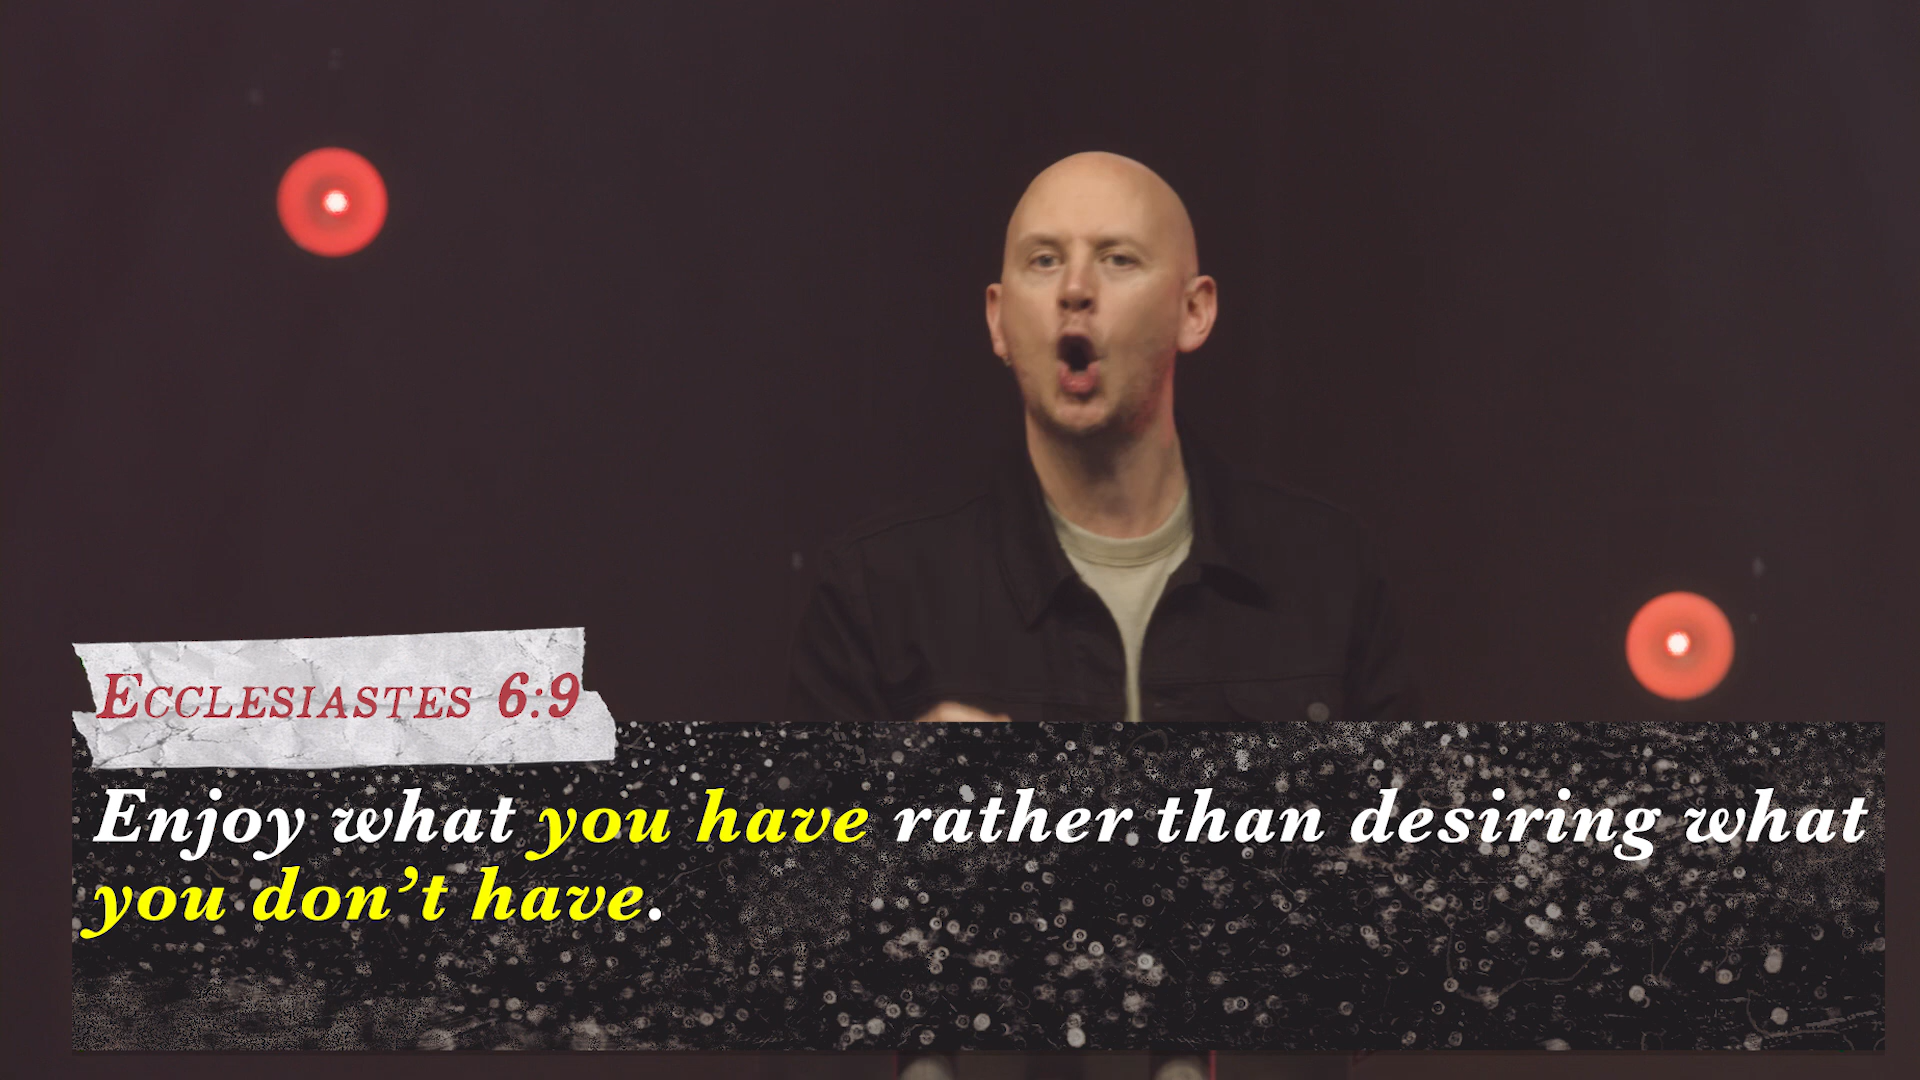 Ecclesiastes 6:9
Enjoy what you have rather than desiring what
you don’t have.